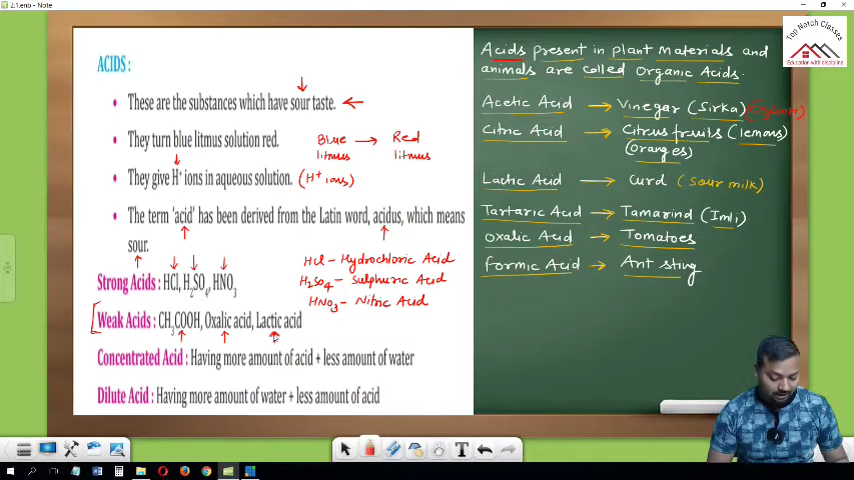 2.1.enb - Note
Top Notch Classes
Education with discipline
ACIDS :
• These are the substances which have sour taste.
• They turn blue litmus solution red.
Blue litmus → Red litmus
• They give H⁺ ions in aqueous solution. (H⁺ ions)
• The term 'acid' has been derived from the Latin word, acidus, which means
sour.
HCl - Hydrochloric Acid
H₂SO₄ - Sulphuric Acid
HNO₃ - Nitric Acid
Strong Acids : HCl, H₂SO₄, HNO₃
Weak Acids : CH₃COOH, Oxalic acid, Lactic acid
Concentrated Acid : Having more amount of acid + less amount of water
Dilute Acid : Having more amount of water + less amount of acid
Acids present in plant Materials and
animals are called Organic Acids.
Acetic Acid → Vinegar (Sirka)
Citric Acid → Citrus fruits (lemons)
(Oranges)
Lactic Acid → Curd (Sour milk)
Tartaric Acid → Tamarind (Imli)
Oxalic Acid → Tomatoes
Formic Acid → Ant sting